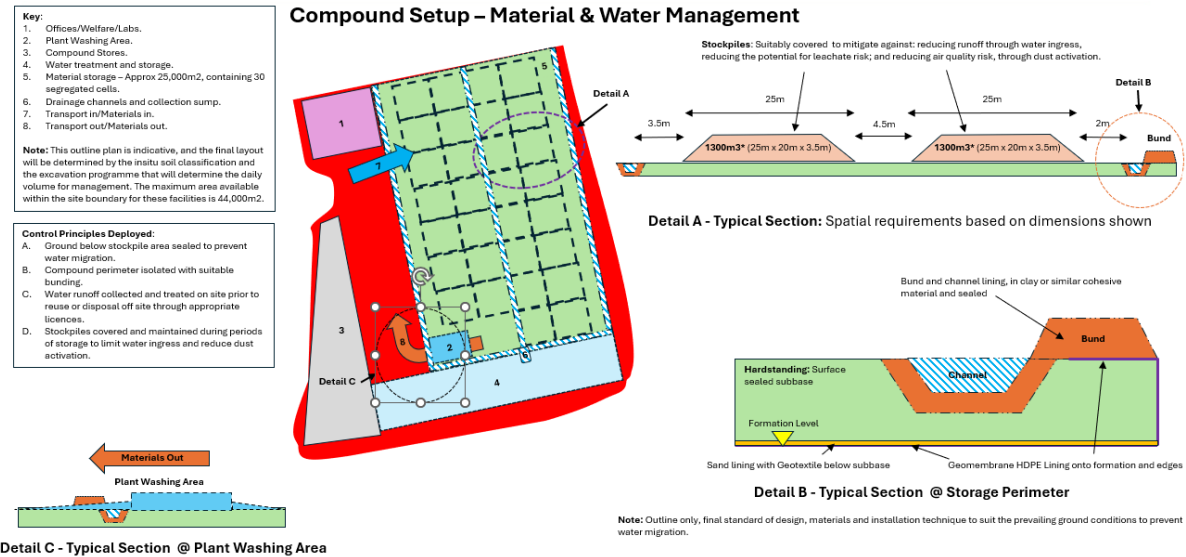 Compound Setup – Material & Water Management
Key:
1. Offices/Welfare/Labs.
2. Plant Washing Area.
3. Compound Stores.
4. Water treatment and storage.
5. Material storage – Approx 25,000m2, containing 30
segregated cells.
6. Drainage channels and collection sump.
7. Transport in/Materials in.
8. Transport out/Materials out.
Note: This outline plan is indicative, and the final layout
will be determined by the insitu soil classification and
the excavation programme that will determine the daily
volume for management. The maximum area available
within the site boundary for these facilities is 44,000m2.
Control Principles Deployed:
A. Ground below stockpile area sealed to prevent
water migration.
B. Compound perimeter isolated with suitable
bunding.
C. Water runoff collected and treated on site prior to
reuse or disposal off site through appropriate
licences.
D. Stockpiles covered and maintained during periods
of storage to limit water ingress and reduce dust
activation.
1
5
7
3
8
2
6
4
Detail A
Detail C
Stockpiles: Suitably covered to mitigate against: reducing runoff through water ingress,
reducing the potential for leachate risk; and reducing air quality risk, through dust activation.
Detail B
25m
25m
3.5m
4.5m
2m
Bund
1300m3* (25m x 20m x 3.5m)
1300m3* (25m x 20m x 3.5m)
Detail A - Typical Section: Spatial requirements based on dimensions shown
Bund and channel lining, in clay or similar cohesive
material and sealed
Bund
Hardstanding: Surface
sealed subbase
Channel
Formation Level
Sand lining with Geotextile below subbase
Geomembrane HDPE Lining onto formation and edges
Detail B - Typical Section @ Storage Perimeter
Note: Outline only, final standard of design, materials and installation technique to suit the prevailing ground conditions to prevent
water migration.
Materials Out
Plant Washing Area
Detail C - Typical Section @ Plant Washing Area